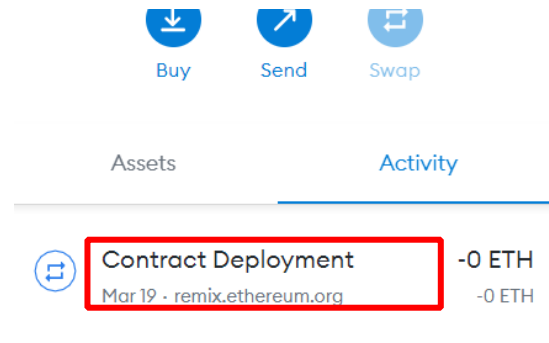 Buy Send Swap
Assets Activity
Contract Deployment -0 ETH
Mar 19 · remix.ethereum.org -0 ETH